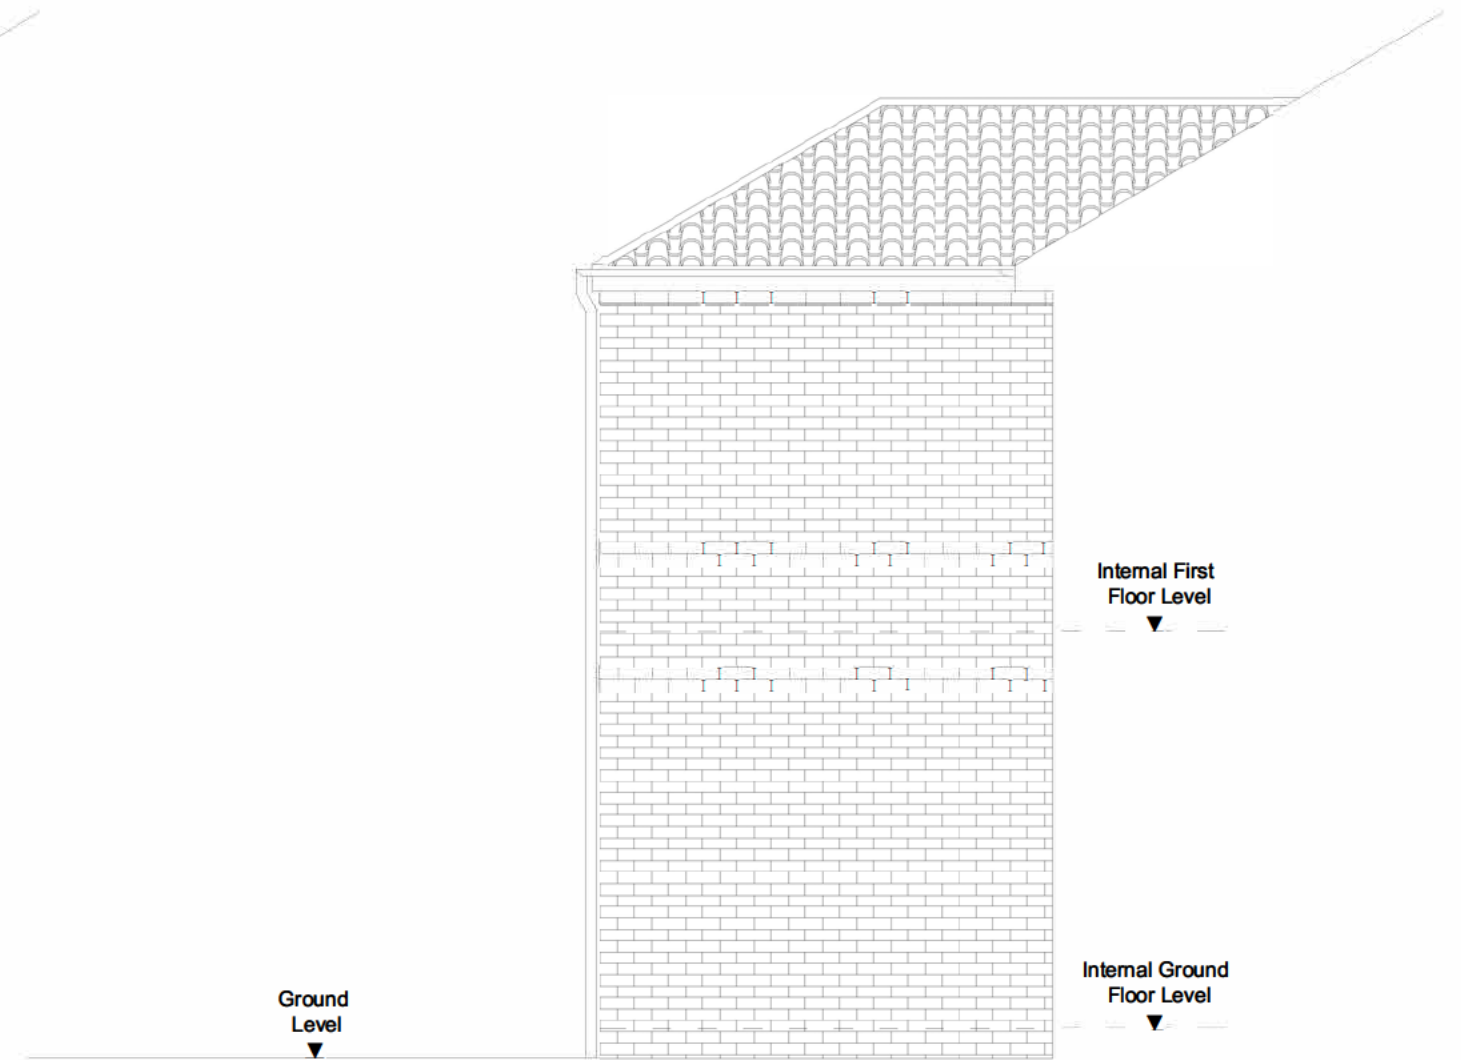 Internal First
Floor Level
Internal Ground
Floor Level
Ground
Level